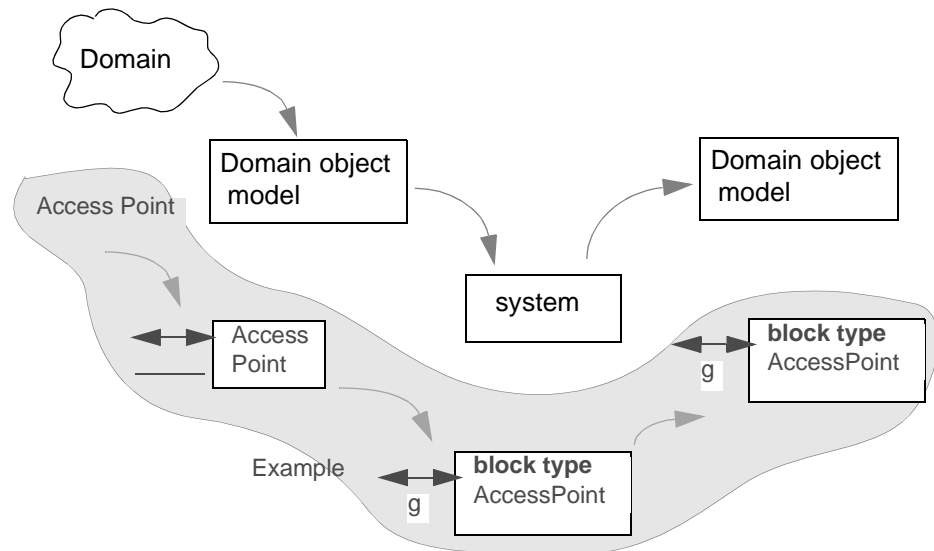 Domain
Domain object
model
Domain object
model
Access Point
system
Access
Point
block type
AccessPoint
g
Example
block type
AccessPoint
g